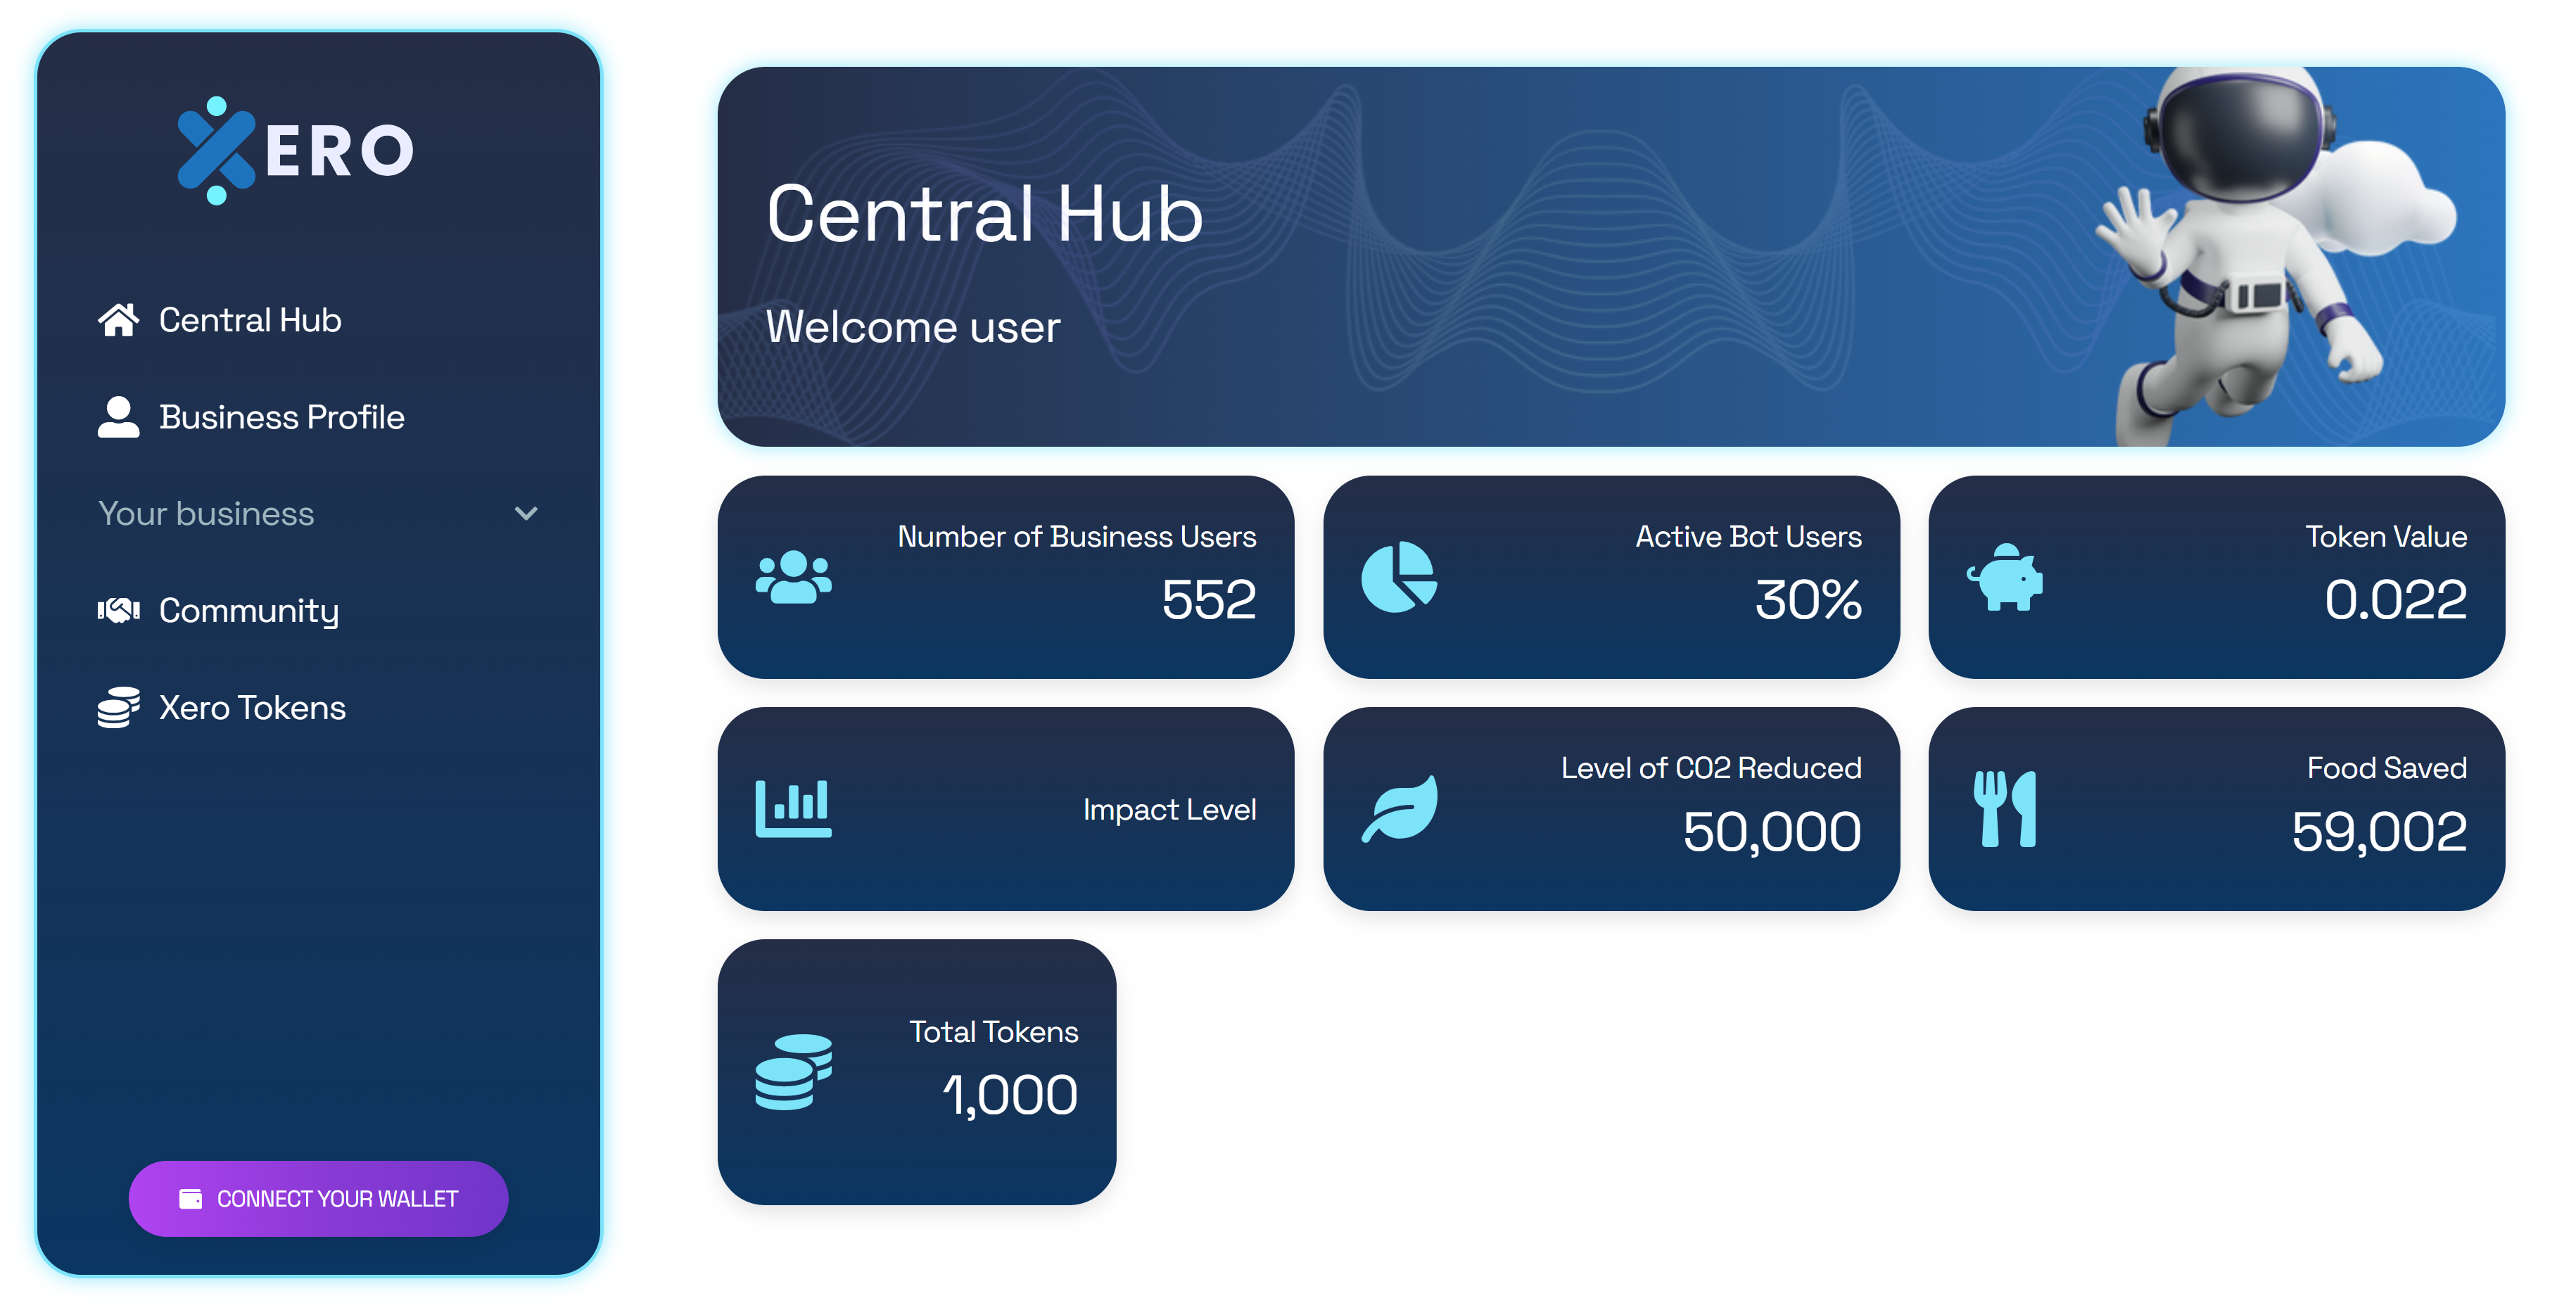 XERO
Central Hub
Business Profile
Your business
Community
Xero Tokens
CONNECT YOUR WALLET
Central Hub
Welcome user
Number of Business Users
552
Active Bot Users
30%
Token Value
0.022
Impact Level
Level of CO2 Reduced
50,000
Food Saved
59,002
Total Tokens
1,000